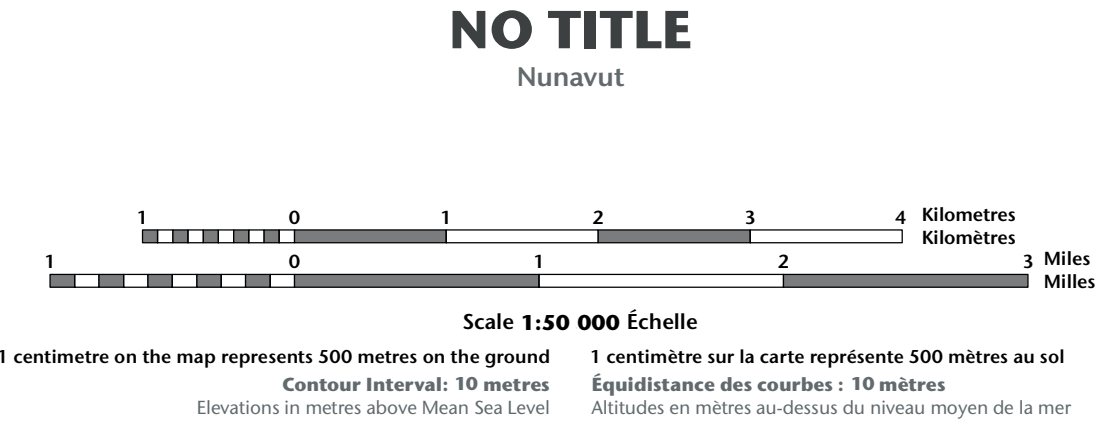 NO TITLE
Nunavut
1 0 1 2 3 4 Kilometres
Kilomètres
1 0 1 2 3 Miles
Milles
Scale 1:50 000 Échelle
1 centimetre on the map represents 500 metres on the ground
Contour Interval: 10 metres
Elevations in metres above Mean Sea Level
1 centimètre sur la carte représente 500 mètres au sol
Équidistance des courbes : 10 mètres
Altitudes en mètres au-dessus du niveau moyen de la mer